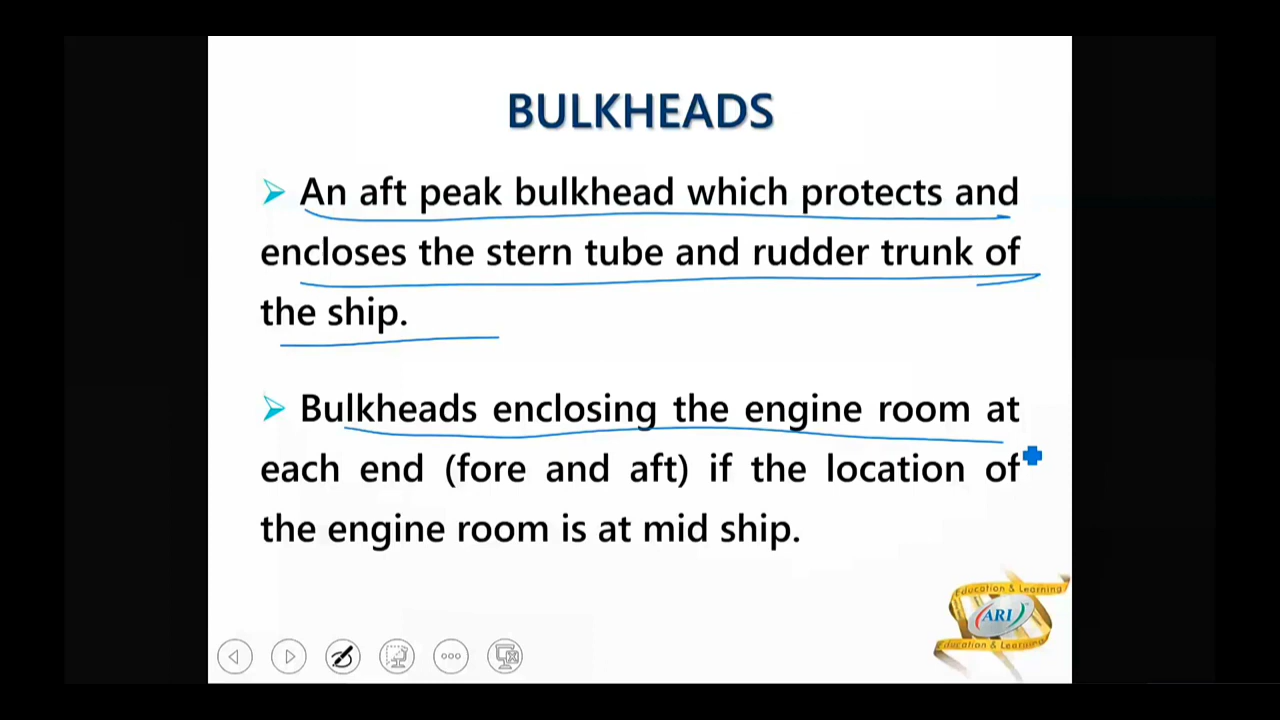 BULKHEADS
An aft peak bulkhead which protects and
encloses the stern tube and rudder trunk of
the ship.
Bulkheads enclosing the engine room at
each end (fore and aft) if the location of
the engine room is at mid ship.
Education & Learning
ARI
Education & Learning